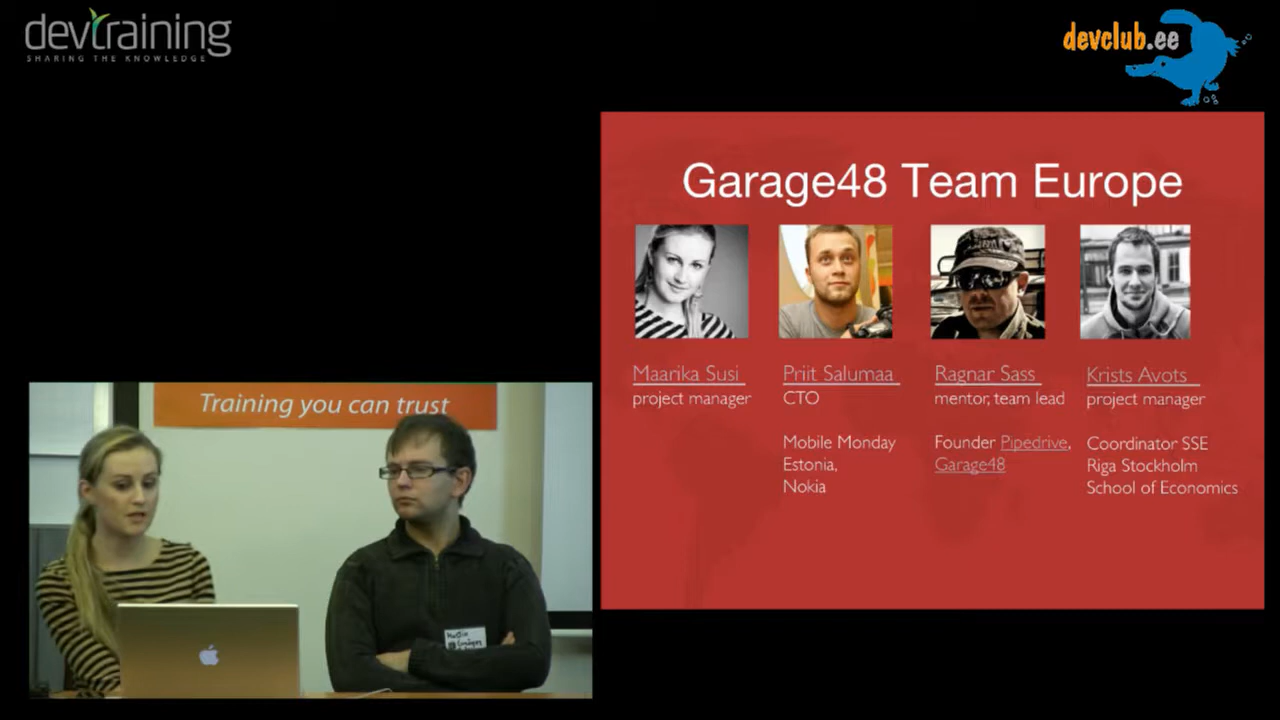 devtraining
SHARING THE KNOWLEDGE
devclub.ee
Garage48 Team Europe
Maarika Susi
project manager
Priit Salumaa
CTO
Mobile Monday
Estonia,
Nokia
Ragnar Sass
mentor, team lead
Founder Pipedrive,
Garage48
Krists Avots
project manager
Coordinator SSE
Riga Stockholm
School of Economics
Training you can trust